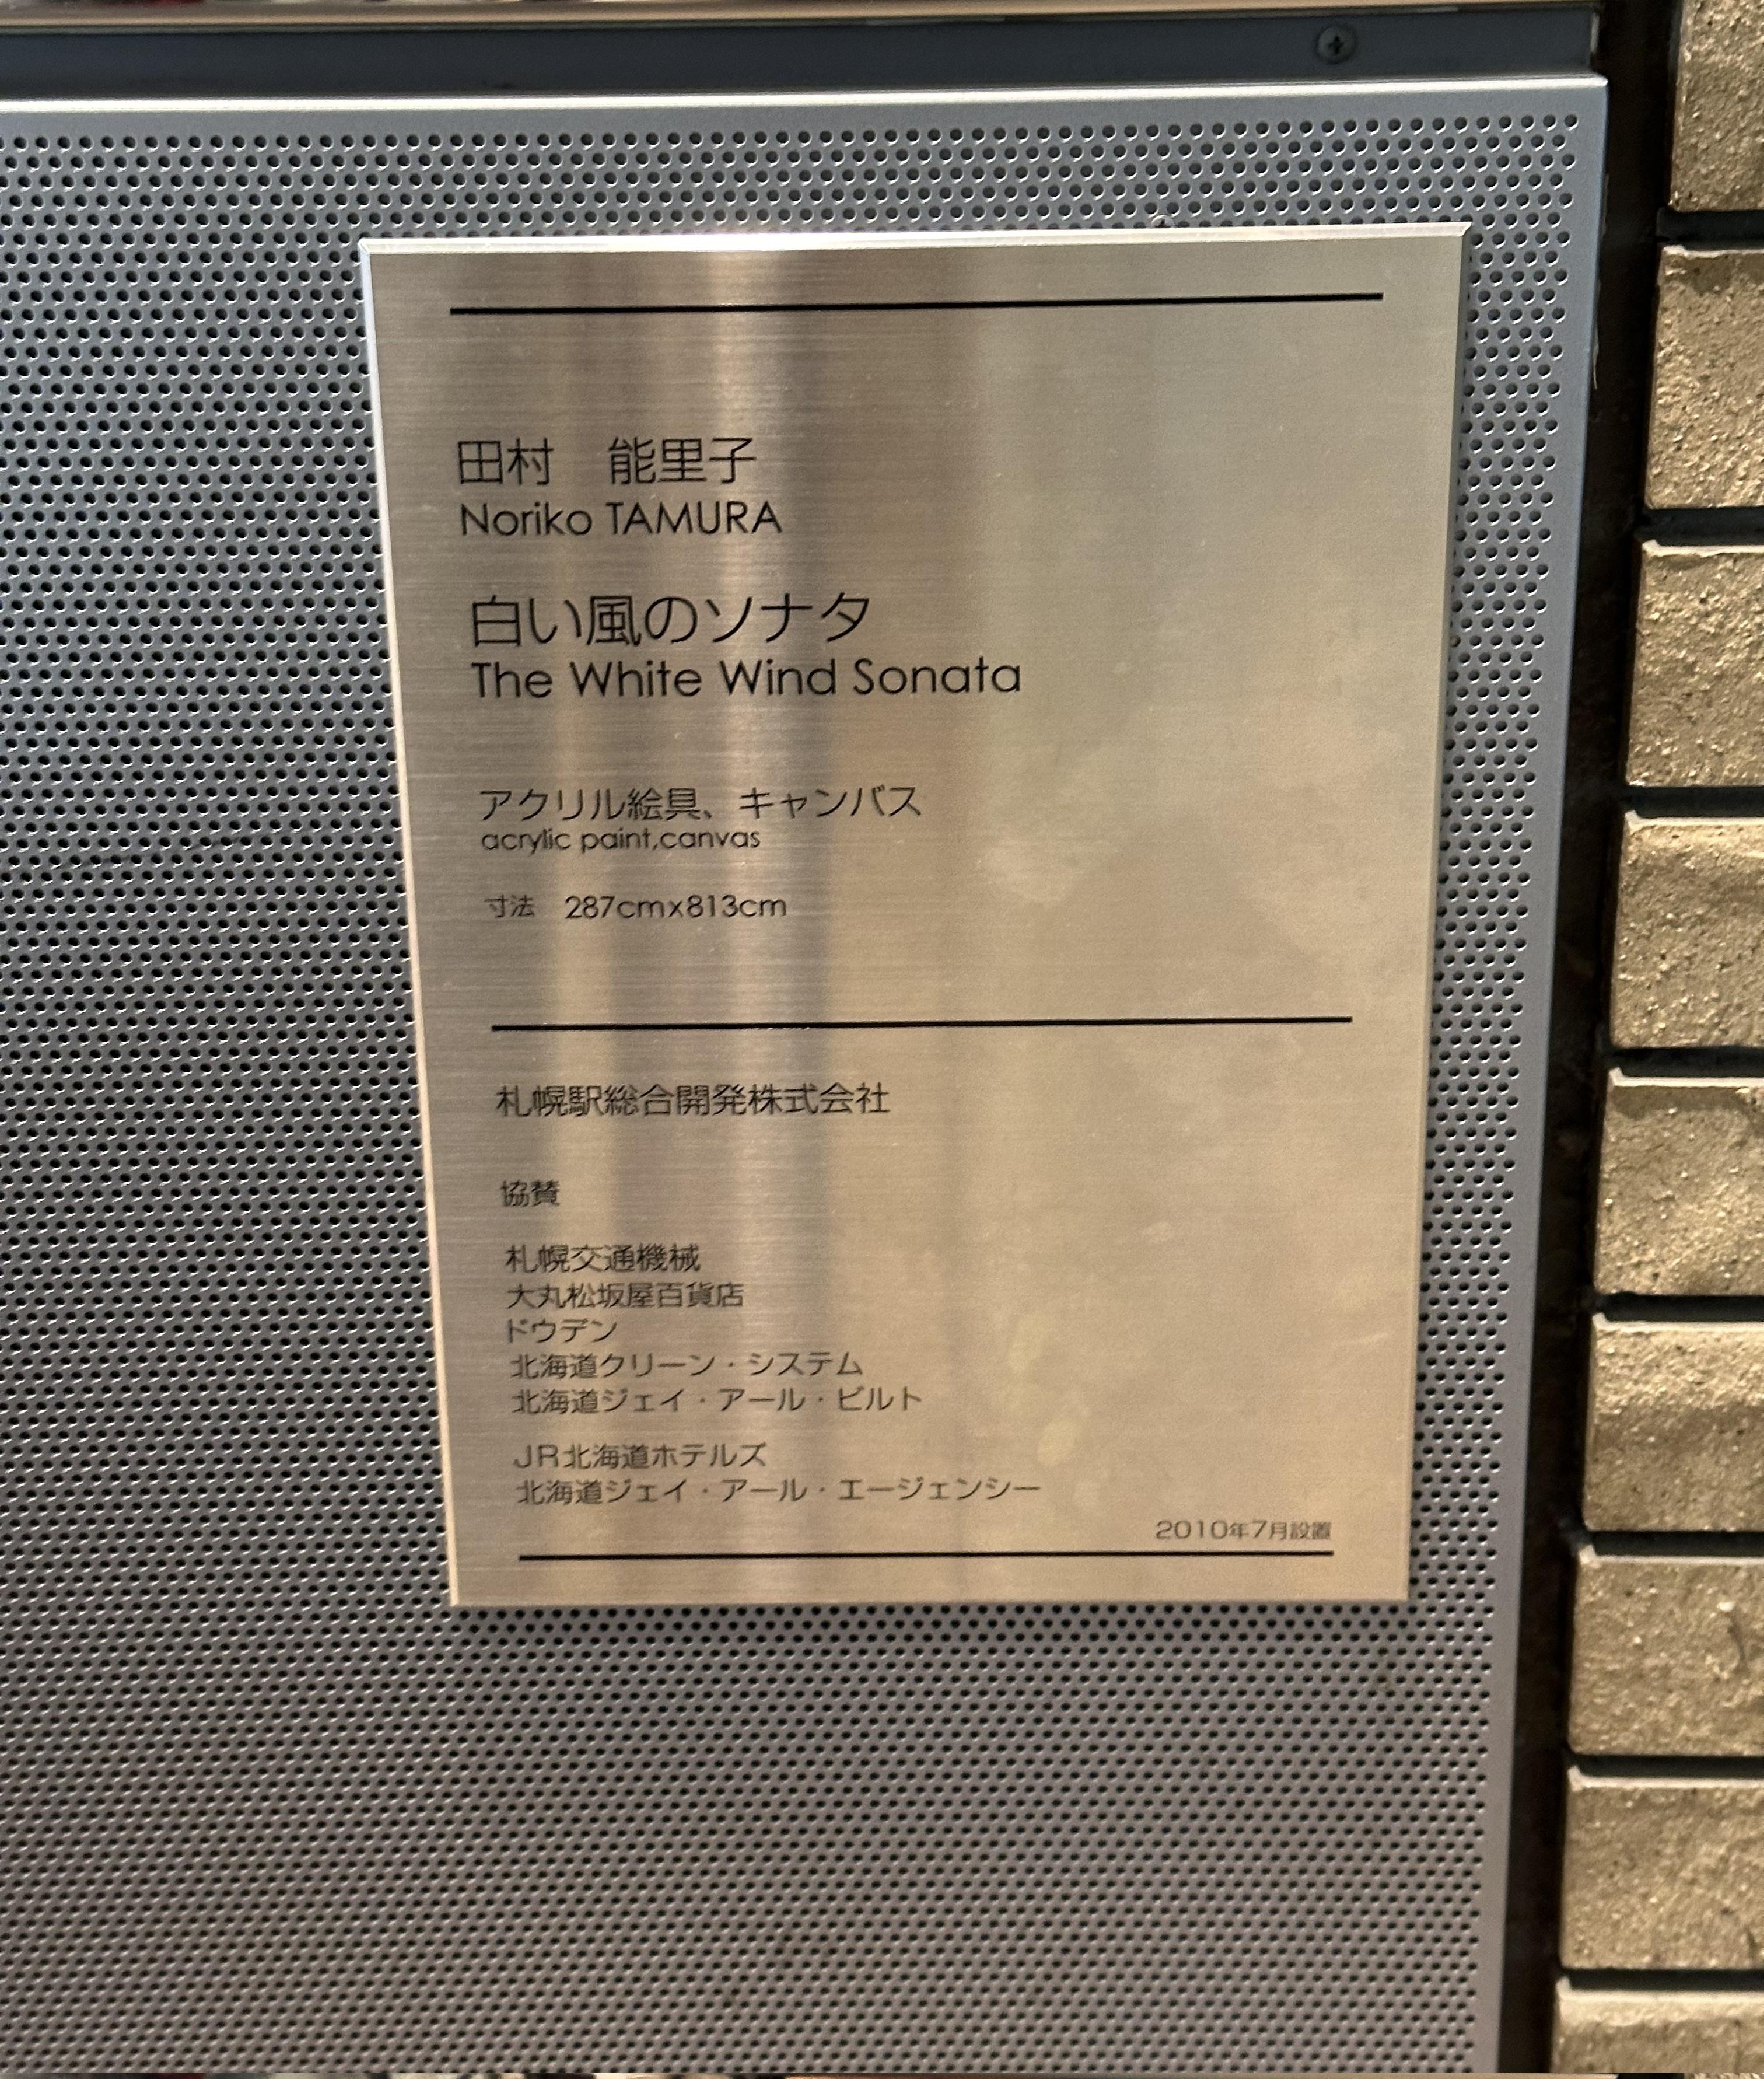 田村　能里子
Noriko TAMURA
白い風のソナタ
The White Wind Sonata
アクリル絵具、キャンバス
acrylic paint,canvas
寸法　287cmx813cm
札幌駅総合開発株式会社
協賛
札幌交通機械
大丸松坂屋百貨店
ドウデン
北海道クリーン・システム
北海道ジェイ・アール・ビルト
JR北海道ホテルズ
北海道ジェイ・アール・エージェンシー
2010年7月設置